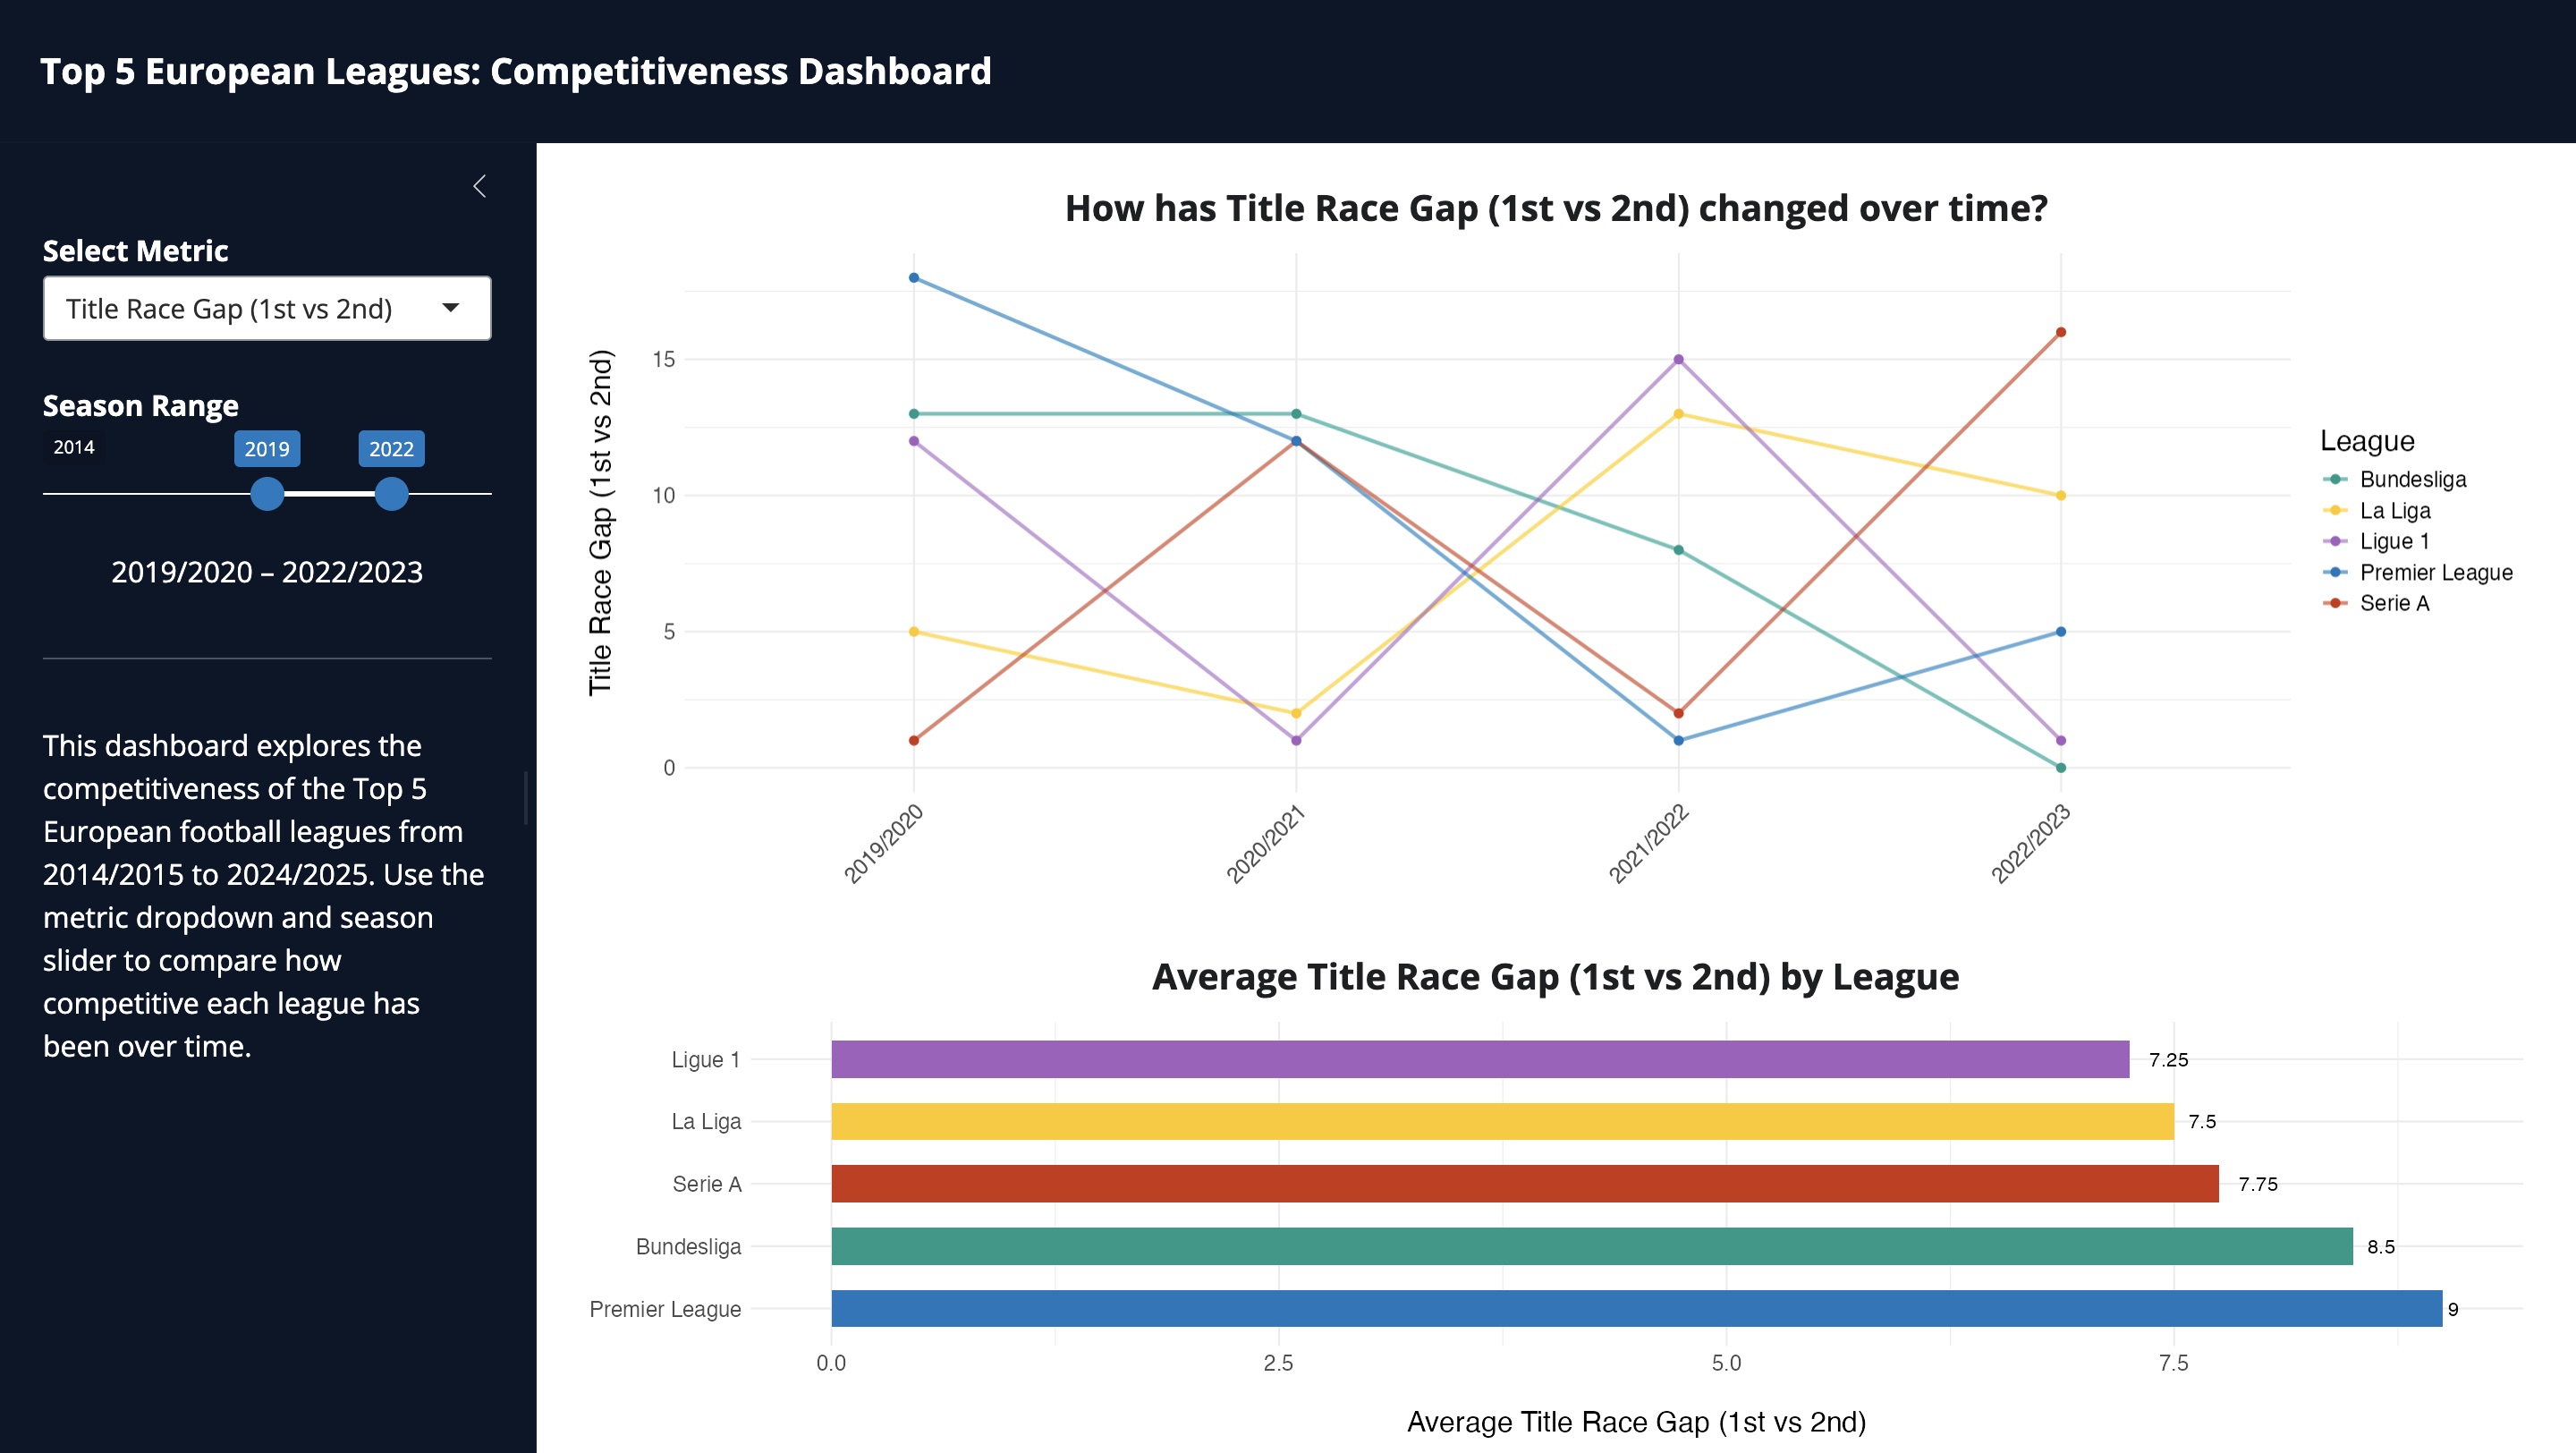 Top 5 European Leagues: Competitiveness Dashboard
Select Metric
Title Race Gap (1st vs 2nd)
Season Range
2014
2019
2022
2019/2020 – 2022/2023
This dashboard explores the
competitiveness of the Top 5
European football leagues from
2014/2015 to 2024/2025. Use the
metric dropdown and season
slider to compare how
competitive each league has
been over time.
How has Title Race Gap (1st vs 2nd) changed over time?
Title Race Gap (1st vs 2nd)
15
10
5
0
2019/2020
2020/2021
2021/2022
2022/2023
League
Bundesliga
La Liga
Ligue 1
Premier League
Serie A
Average Title Race Gap (1st vs 2nd) by League
Ligue 1
7.25
La Liga
7.5
Serie A
7.75
Bundesliga
8.5
Premier League
9
0.0
2.5
5.0
7.5
Average Title Race Gap (1st vs 2nd)